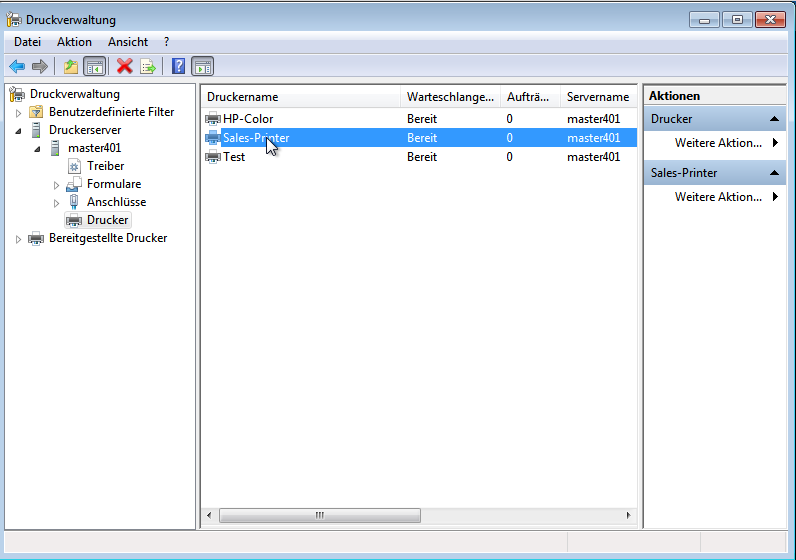 Druckverwaltung
Datei Aktion Ansicht ?
Druckverwaltung
Benutzerdefinierte Filter
Druckerserver
master401
Treiber
Formulare
Anschlüsse
Drucker
Bereitgestellte Drucker
Druckername Warteschlange... Aufträ... Servername
HP-Color Bereit 0 master401
Sales-Printer Bereit 0 master401
Test Bereit 0 master401
Aktionen
Drucker
Weitere Aktion...
Sales-Printer
Weitere Aktion...